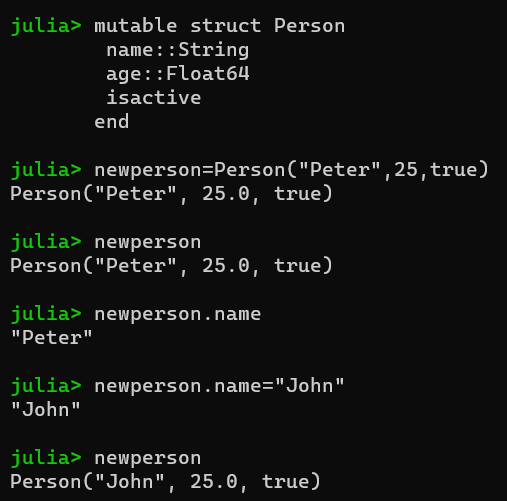 julia> mutable struct Person
        name::String
        age::Float64
        isactive
       end
julia> newperson=Person("Peter",25,true)
Person("Peter", 25.0, true)
julia> newperson
Person("Peter", 25.0, true)
julia> newperson.name
"Peter"
julia> newperson.name="John"
"John"
julia> newperson
Person("John", 25.0, true)